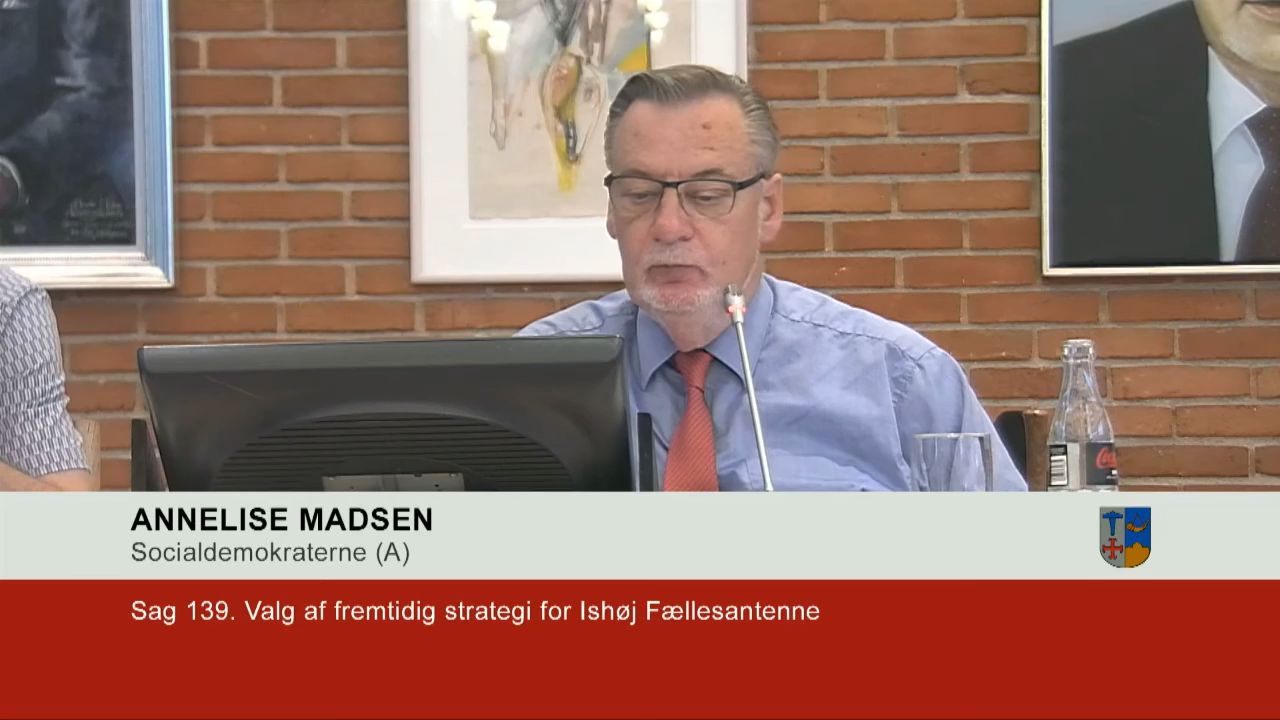 ANNELISE MADSEN
Socialdemokraterne (A)
Sag 139. Valg af fremtidig strategi for Ishøj Fællesantenne